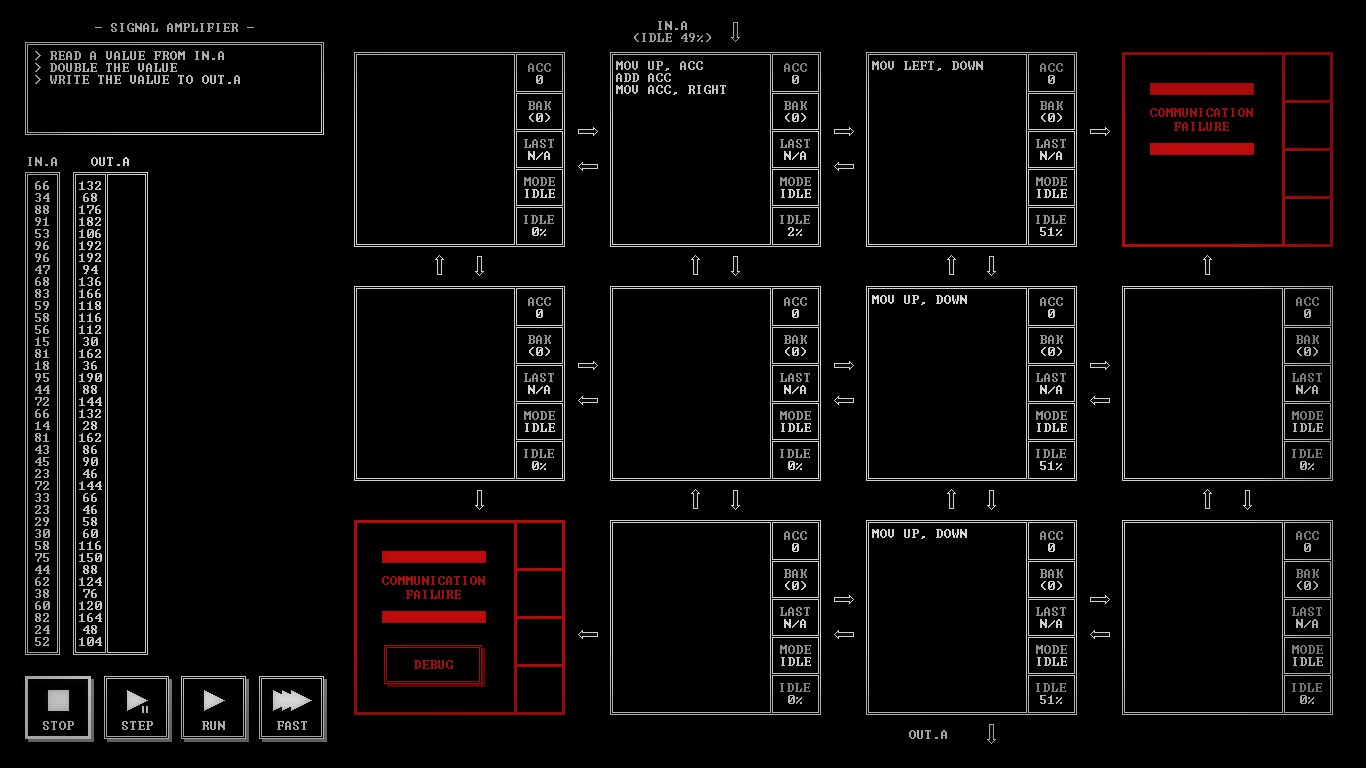 - SIGNAL AMPLIFIER -
> READ A VALUE FROM IN.A
> DOUBLE THE VALUE
> WRITE THE VALUE TO OUT.A
IN.A OUT.A
66 132
34 68
88 176
91 182
53 106
96 192
96 192
47 94
68 136
83 166
59 118
58 116
56 112
15 30
81 162
18 36
95 190
44 88
72 144
66 132
14 28
81 162
43 86
45 90
23 46
72 144
33 66
23 46
29 58
30 60
58 116
75 150
44 88
62 124
38 76
60 120
82 164
24 48
52 104
STOP
STEP
RUN
FAST
IN.A
(IDLE 49%)
ACC
0
BAK
(0)
LAST
N/A
MODE
IDLE
IDLE
0%
MOV UP, ACC
ADD ACC
MOV ACC, RIGHT
ACC
0
BAK
(0)
LAST
N/A
MODE
IDLE
IDLE
2%
MOV LEFT, DOWN
ACC
0
BAK
(0)
LAST
N/A
MODE
IDLE
IDLE
51%
COMMUNICATION
FAILURE
ACC
0
BAK
(0)
LAST
N/A
MODE
IDLE
IDLE
0%
ACC
0
BAK
(0)
LAST
N/A
MODE
IDLE
IDLE
0%
MOV UP, DOWN
ACC
0
BAK
(0)
LAST
N/A
MODE
IDLE
IDLE
51%
ACC
0
BAK
(0)
LAST
N/A
MODE
IDLE
IDLE
0%
COMMUNICATION
FAILURE
DEBUG
ACC
0
BAK
(0)
LAST
N/A
MODE
IDLE
IDLE
0%
MOV UP, DOWN
ACC
0
BAK
(0)
LAST
N/A
MODE
IDLE
IDLE
51%
ACC
0
BAK
(0)
LAST
N/A
MODE
IDLE
IDLE
0%
OUT.A